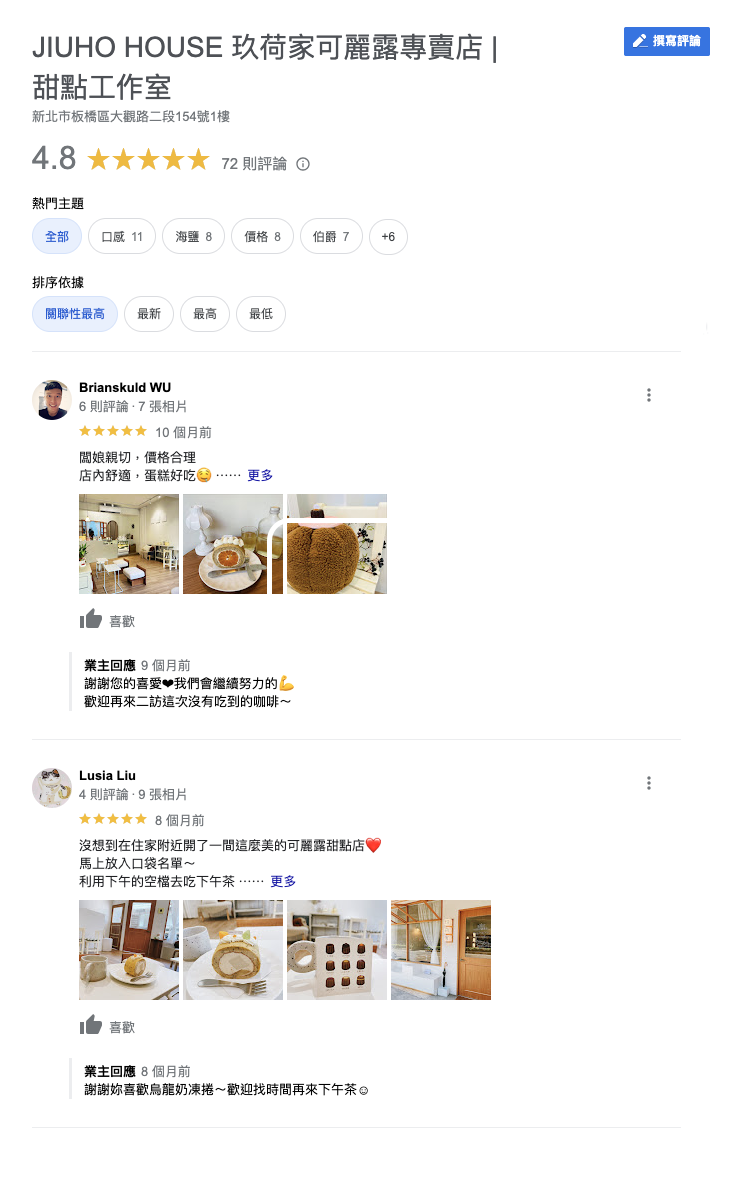 JIUHO HOUSE 玖荷家可麗露專賣店 |
甜點工作室
撰寫評論
新北市板橋區大觀路二段154號1樓
4.8 72 則評論
熱門主題
全部 口感 11 海鹽 8 價格 8 伯爵 7 +6
排序依據
關聯性最高 最新 最高 最低
Brianskuld WU
6 則評論 · 7 張相片
10 個月前
闆娘親切，價格合理
店內舒適，蛋糕好吃🤤 …… 更多
喜歡
業主回應 9 個月前
謝謝您的喜愛❤我們會繼續努力的💪
歡迎再來二訪這次沒有吃到的咖啡～
Lusia Liu
4 則評論 · 9 張相片
8 個月前
沒想到在住家附近開了一間這麼美的可麗露甜點店❤️
馬上放入口袋名單～
利用下午的空檔去吃下午茶 …… 更多
喜歡
業主回應 8 個月前
謝謝妳喜歡烏龍奶凍捲～歡迎找時間再來下午茶☺